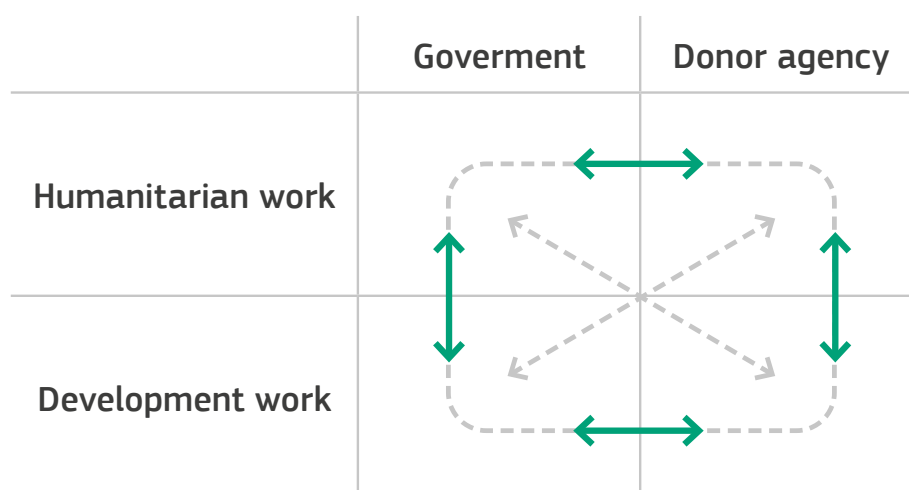 Goverment
Donor agency
Humanitarian work
Development work